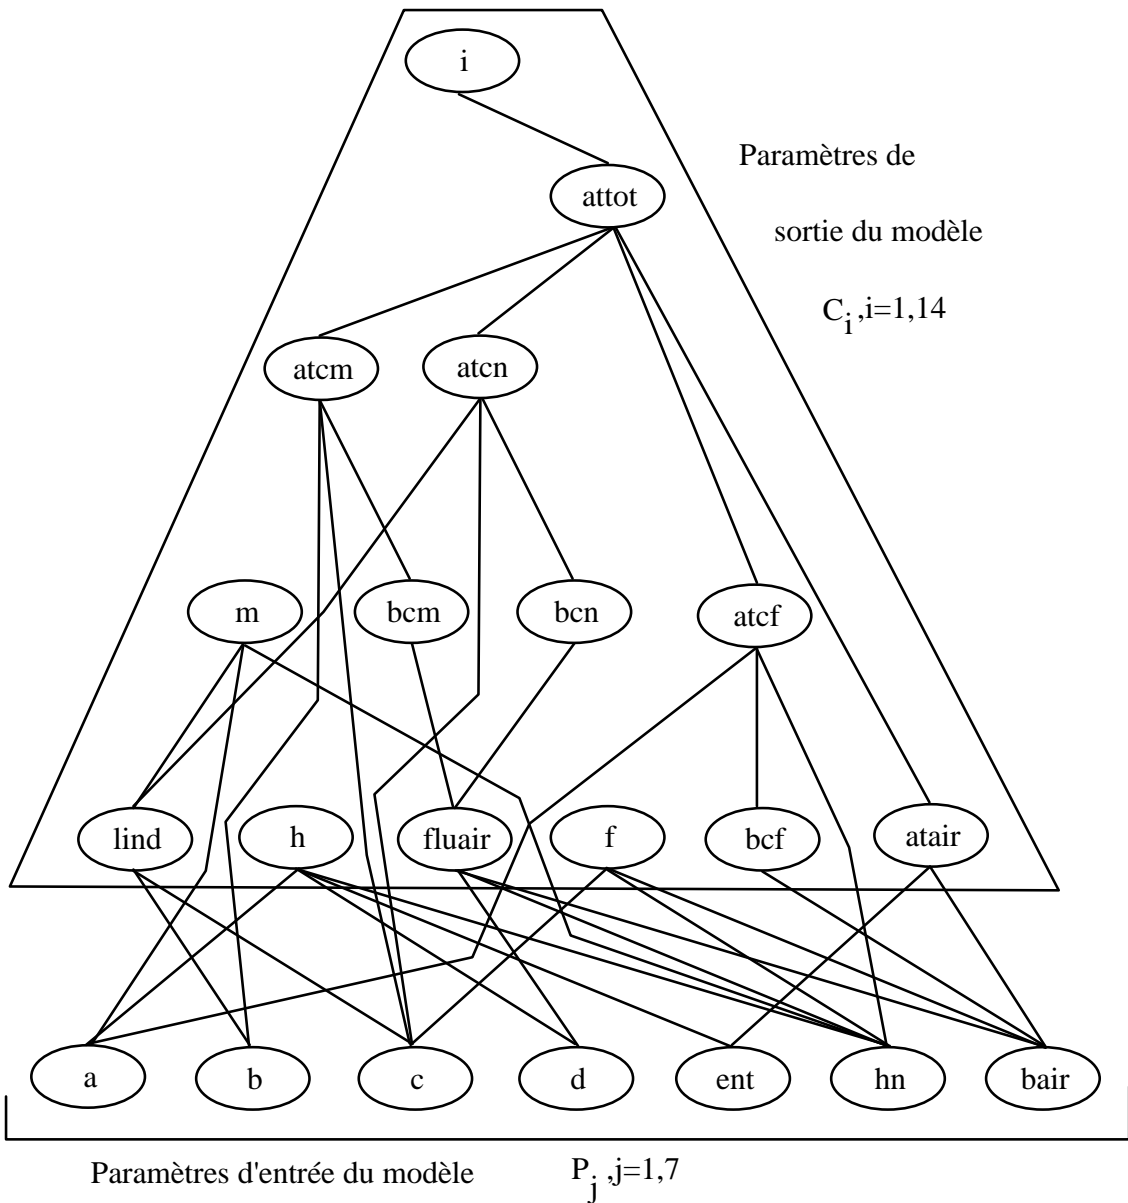 i
attot
Paramètres de
sortie du modèle
Ci,i=1,14
atcm
atcn
m
bcm
bcn
atcf
lind
h
fluair
f
bcf
atair
a
b
c
d
ent
hn
bair
Paramètres d'entrée du modèle
Pj,j=1,7